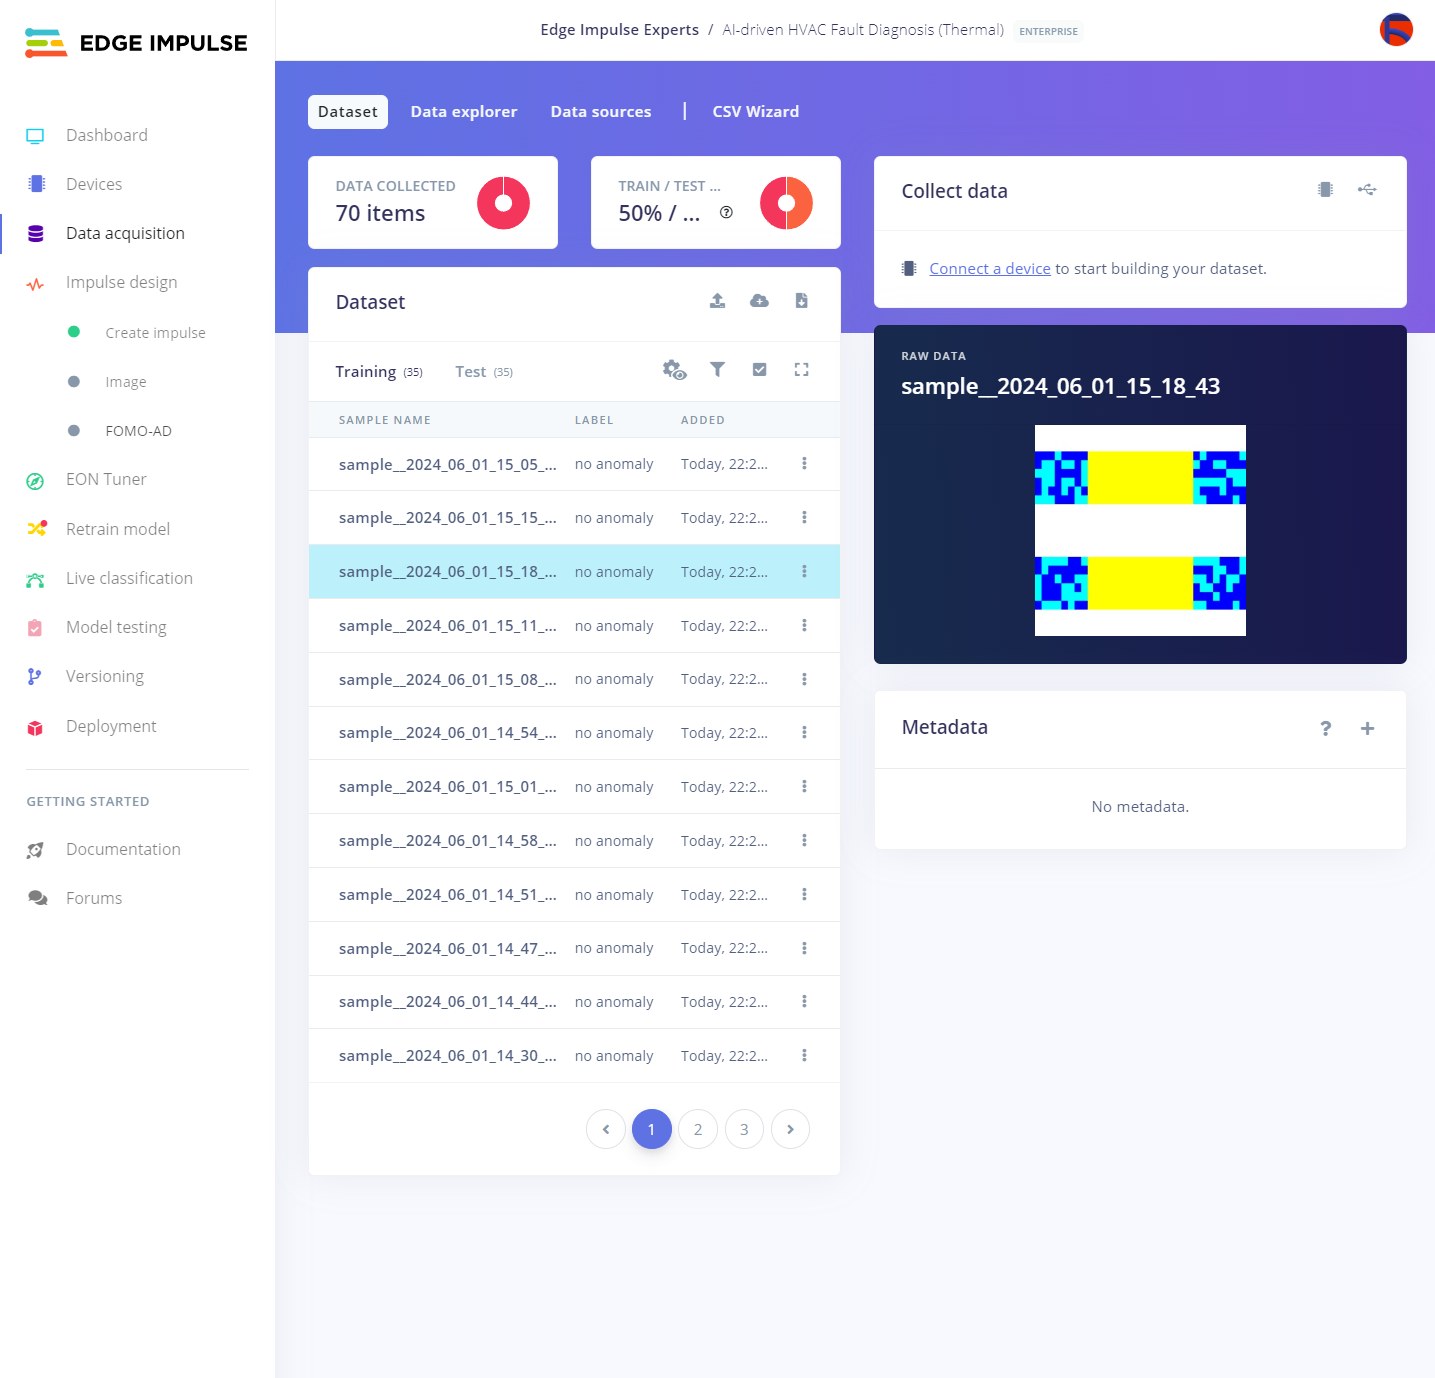 EDGE IMPULSE
Edge Impulse Experts / AI-driven HVAC Fault Diagnosis (Thermal) ENTERPRISE
Dashboard
Devices
Data acquisition
Impulse design
Create impulse
Image
FOMO-AD
EON Tuner
Retrain model
Live classification
Model testing
Versioning
Deployment
GETTING STARTED
Documentation
Forums
Dataset Data explorer Data sources | CSV Wizard
DATA COLLECTED
70 items
TRAIN / TEST ...
50% / ...
Dataset
Training (35) Test (35)
SAMPLE NAME LABEL ADDED
sample__2024_06_01_15_05_... no anomaly Today, 22:2...
sample__2024_06_01_15_15_... no anomaly Today, 22:2...
sample__2024_06_01_15_18_... no anomaly Today, 22:2...
sample__2024_06_01_15_11_... no anomaly Today, 22:2...
sample__2024_06_01_15_08_... no anomaly Today, 22:2...
sample__2024_06_01_14_54_... no anomaly Today, 22:2...
sample__2024_06_01_15_01_... no anomaly Today, 22:2...
sample__2024_06_01_14_58_... no anomaly Today, 22:2...
sample__2024_06_01_14_51_... no anomaly Today, 22:2...
sample__2024_06_01_14_47_... no anomaly Today, 22:2...
sample__2024_06_01_14_44_... no anomaly Today, 22:2...
sample__2024_06_01_14_30_... no anomaly Today, 22:2...
1 2 3
Collect data
Connect a device to start building your dataset.
RAW DATA
sample__2024_06_01_15_18_43
Metadata
No metadata.